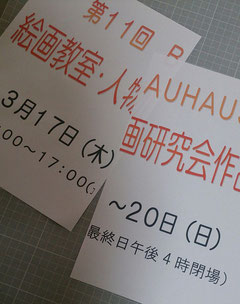 第11回
絵画教室・人物
3月17日(木)
:00~17:00(
AUHAUS
画研究会作
~20日(日)
最終日午後4時閉場)